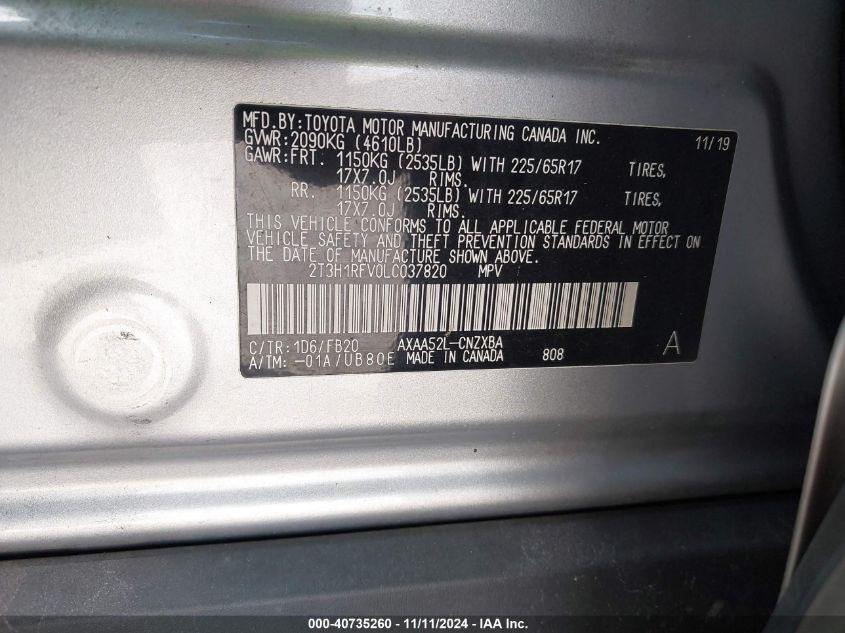 MFD.BY:TOYOTA MOTOR MANUFACTURING CANADA INC. 11/19
GVWR:2090KG (4610LB)
GAWR:FRT. 1150KG (2535LB) WITH 225/65R17 TIRES,
17X7.0J RIMS.
RR. 1150KG (2535LB) WITH 225/65R17 TIRES,
17X7.0J RIMS.
THIS VEHICLE CONFORMS TO ALL APPLICABLE FEDERAL MOTOR
VEHICLE SAFETY AND THEFT PREVENTION STANDARDS IN EFFECT ON
THE DATE OF MANUFACTURE SHOWN ABOVE.
2T3H1RFV0LC037820 MPV
C/TR:1D6/FB20 AXAA52L-CNZXBA A
A/TM:-01A/UB80E MADE IN CANADA 808
000-40735260 - 11/11/2024 - IAA Inc.